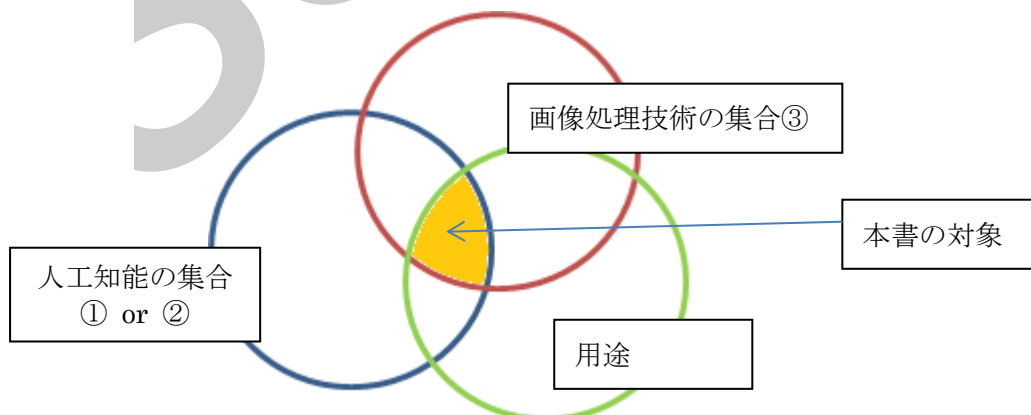 画像処理技術の集合③
本書の対象
人工知能の集合
① or ②
用途